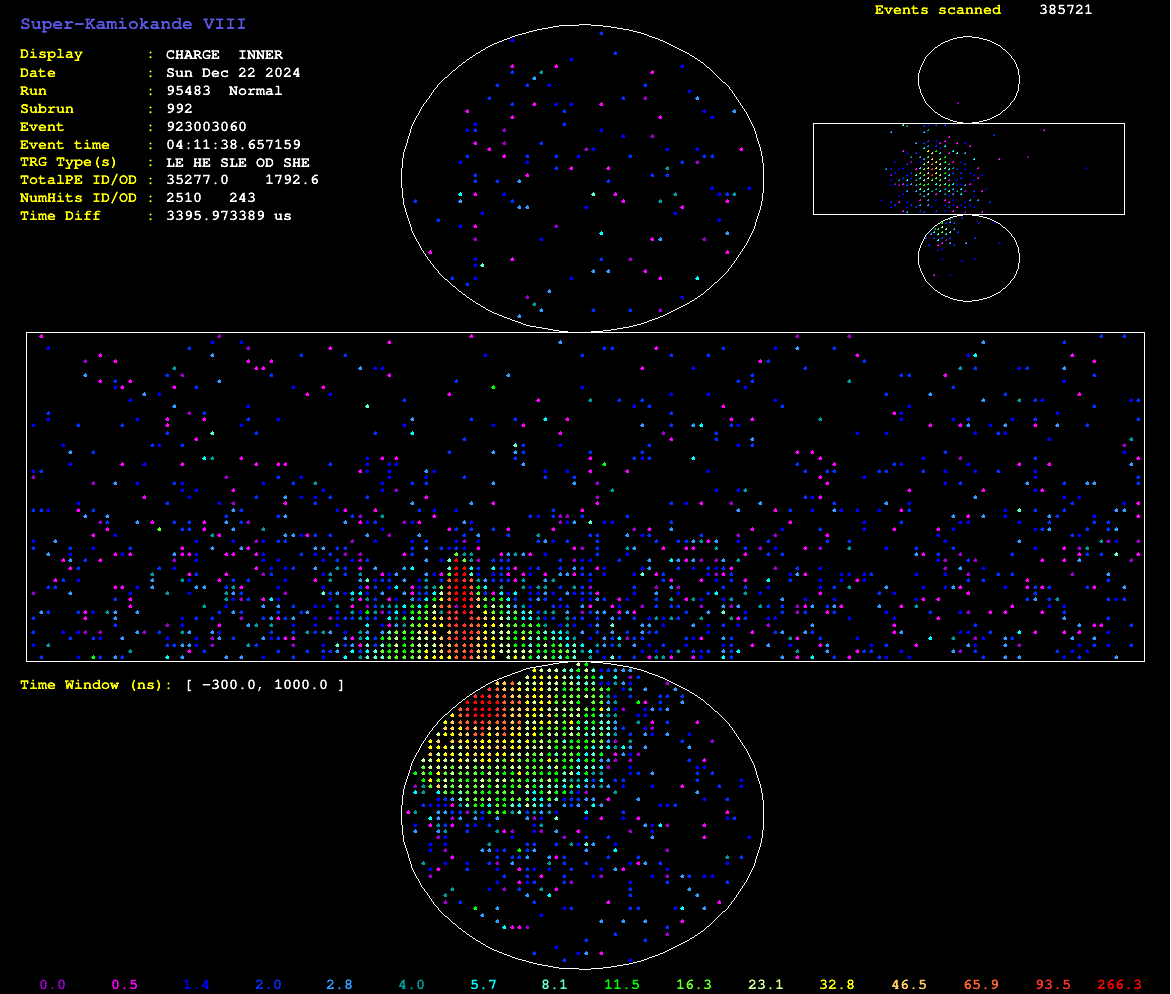 Super-Kamiokande VIII
Events scanned 385721
Display : CHARGE INNER
Date : Sun Dec 22 2024
Run : 95483 Normal
Subrun : 992
Event : 923003060
Event time : 04:11:38.657159
TRG Type(s) : LE HE SLE OD SHE
TotalPE ID/OD : 35277.0 1792.6
NumHits ID/OD : 2510 243
Time Diff : 3395.973389 us
Time Window (ns): [ −300.0, 1000.0 ]
0.0 0.5 1.4 2.0 2.8 4.0 5.7 8.1 11.5 16.3 23.1 32.8 46.5 65.9 93.5 266.3